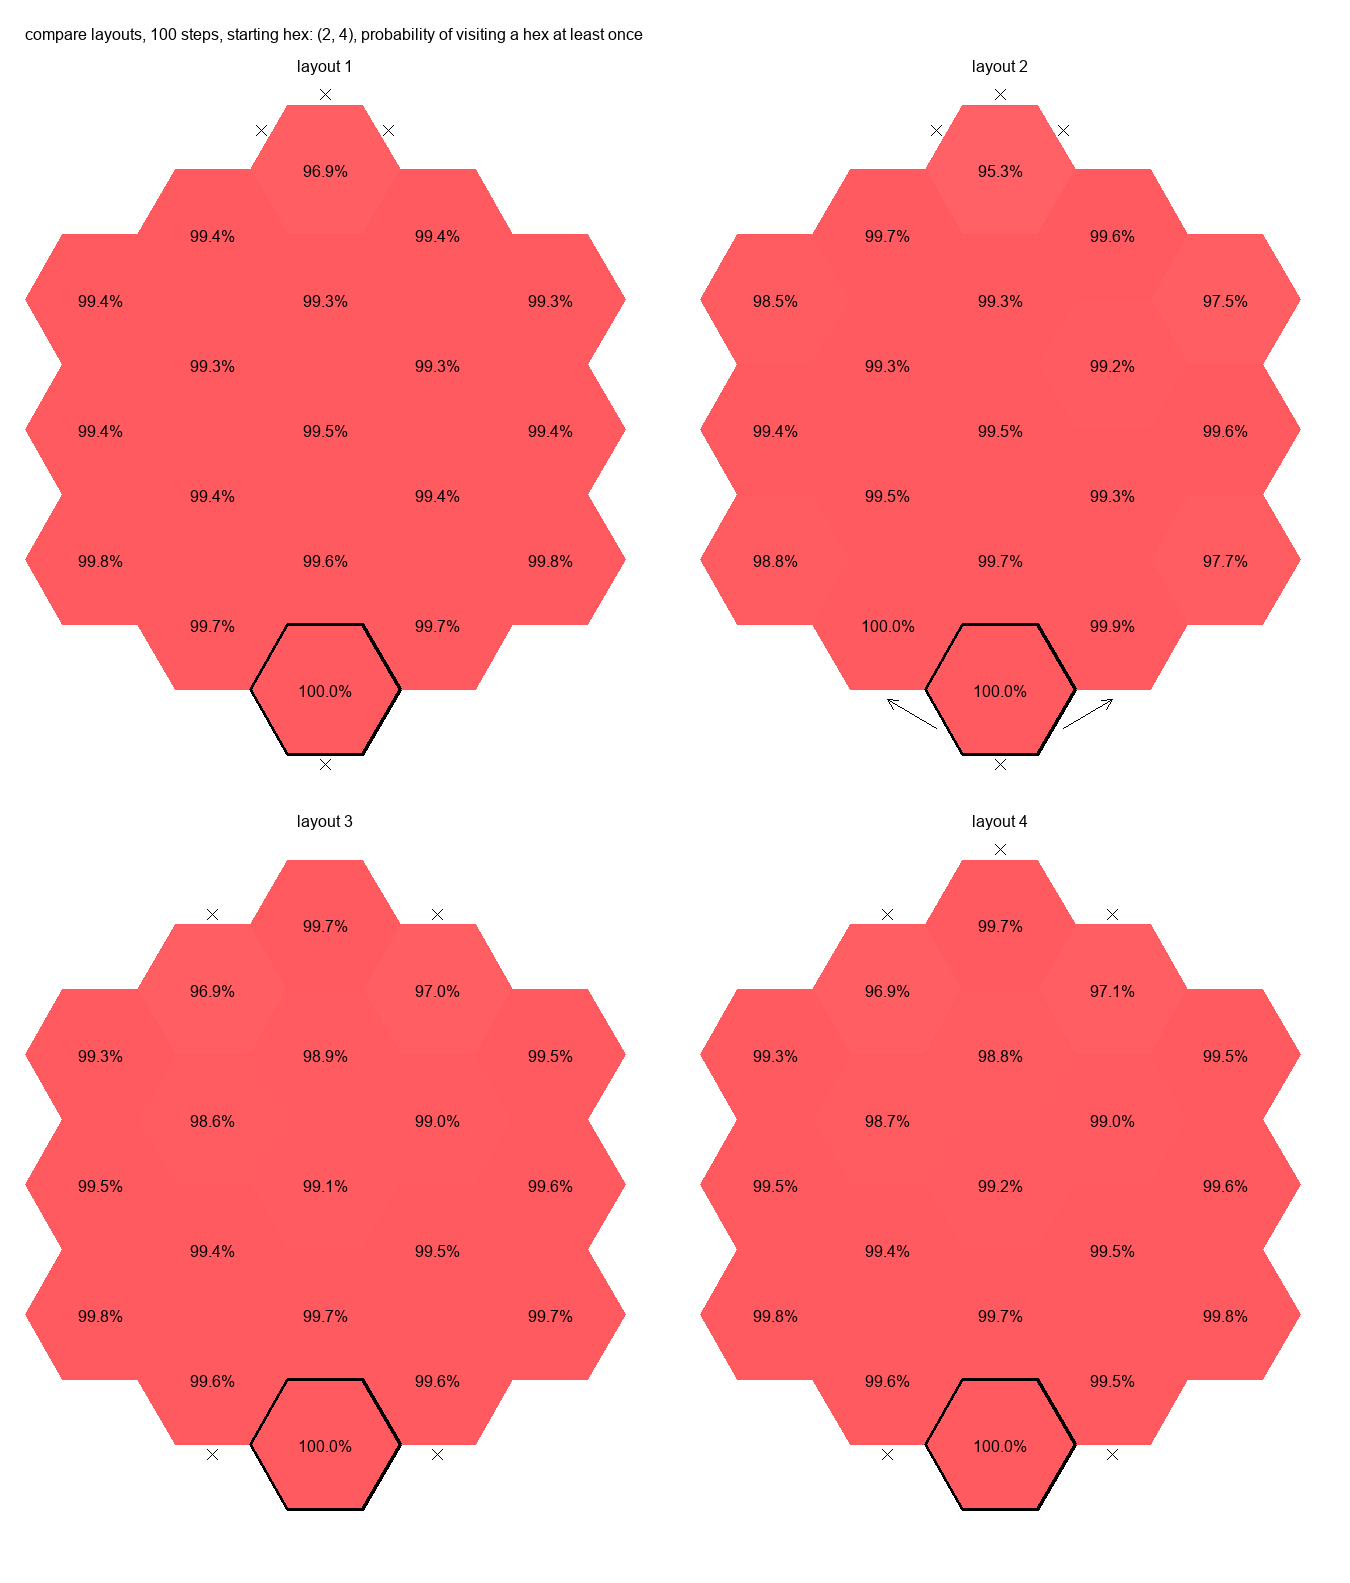 compare layouts, 100 steps, starting hex: (2, 4), probability of visiting a hex at least once
layout 1
96.9%
99.4% 99.4%
99.4% 99.3% 99.3%
99.3% 99.3%
99.4% 99.5% 99.4%
99.4% 99.4%
99.8% 99.6% 99.8%
99.7% 99.7%
100.0%
layout 2
95.3%
99.7% 99.6%
98.5% 99.3% 97.5%
99.3% 99.2%
99.4% 99.5% 99.6%
99.5% 99.3%
98.8% 99.7% 97.7%
100.0% 99.9%
100.0%
layout 3
99.7%
96.9% 97.0%
99.3% 98.9% 99.5%
98.6% 99.0%
99.5% 99.1% 99.6%
99.4% 99.5%
99.8% 99.7% 99.7%
99.6% 99.6%
100.0%
layout 4
99.7%
96.9% 97.1%
99.3% 98.8% 99.5%
98.7% 99.0%
99.5% 99.2% 99.6%
99.4% 99.5%
99.8% 99.7% 99.8%
99.6% 99.5%
100.0%